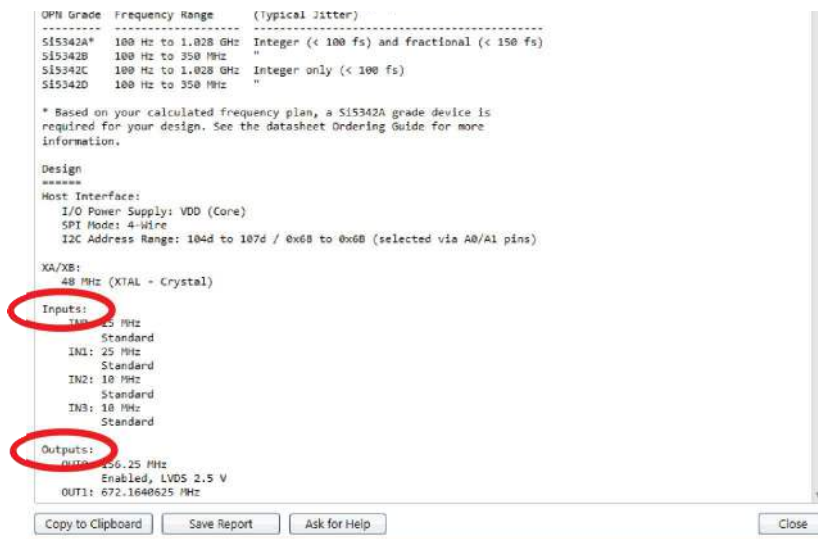 OPN Grade Frequency Range (Typical Jitter)
--------- ------------------- --------------------------------------------
Si5342A* 100 Hz to 1.028 GHz Integer (< 100 fs) and fractional (< 150 fs)
Si5342B 100 Hz to 350 MHz "
Si5342C 100 Hz to 1.028 GHz Integer only (< 100 fs)
Si5342D 100 Hz to 350 MHz "
* Based on your calculated frequency plan, a Si5342A grade device is
required for your design. See the datasheet Ordering Guide for more
information.
Design
======
Host Interface:
I/O Power Supply: VDD (Core)
SPI Mode: 4-Wire
I2C Address Range: 104d to 107d / 0x68 to 0x6B (selected via A0/A1 pins)
XA/XB:
48 MHz (XTAL - Crystal)
Inputs:
IN0: 25 MHz
Standard
IN1: 25 MHz
Standard
IN2: 10 MHz
Standard
IN3: 10 MHz
Standard
Outputs:
OUT0: 156.25 MHz
Enabled, LVDS 2.5 V
OUT1: 672.1640625 MHz
Copy to Clipboard Save Report Ask for Help Close